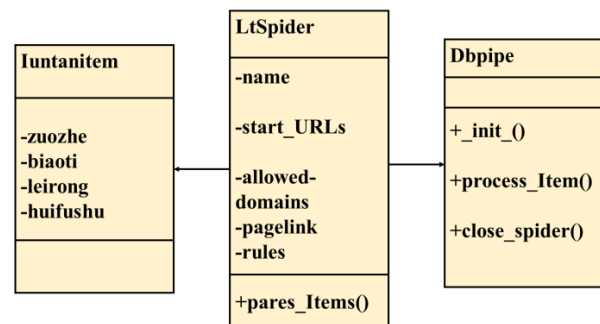 Iuntanitem
-zuozhe
-biaoti
-leirong
-huifushu
LtSpider
-name
-start_URLs
-allowed-
domains
-pagelink
-rules
+pares_Items()
Dbpipe
+_init_()
+process_Item()
+close_spider()